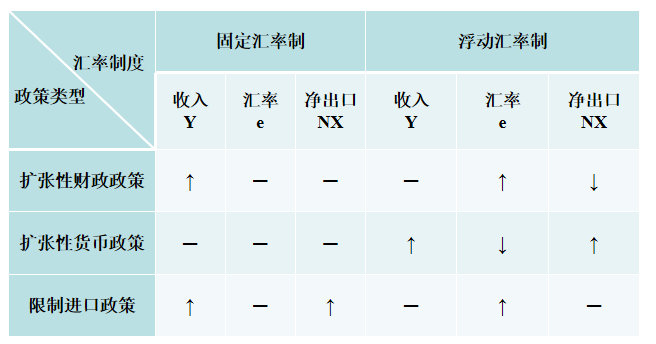 汇率制度
政策类型
固定汇率制
浮动汇率制
收入
Y
汇率
e
净出口
NX
收入
Y
汇率
e
净出口
NX
扩张性财政政策 ↑ — — — ↑ ↓
扩张性货币政策 — — — ↑ ↓ ↑
限制进口政策 ↑ — ↑ — ↑ —